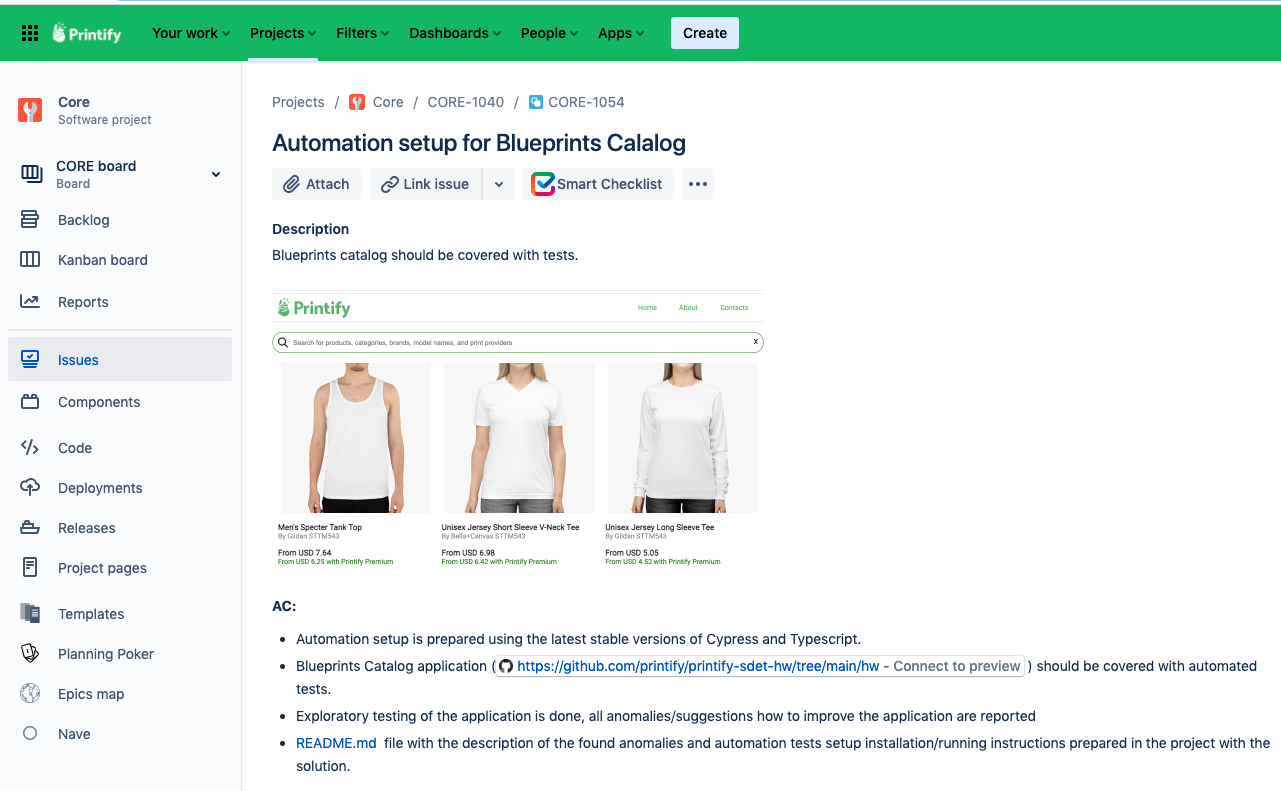 Printify
Your work
Projects
Filters
Dashboards
People
Apps
Create
Core
Software project
CORE board
Board
Backlog
Kanban board
Reports
Issues
Components
Code
Deployments
Releases
Project pages
Templates
Planning Poker
Epics map
Nave
Projects / Core / CORE-1040 / CORE-1054
Automation setup for Blueprints Calalog
Attach
Link issue
Smart Checklist
Description
Blueprints catalog should be covered with tests.
Printify
Home
About
Contacts
Search for products, categories, brands, model names, and print providers
x
Men's Specter Tank Top
By Gildan STTM543
From USD 7.64
From USD 6.25 with Printify Premium
Unisex Jersey Short Sleeve V-Neck Tee
By Bella+Canvas STTM543
From USD 6.98
From USD 6.42 with Printify Premium
Unisex Jersey Long Sleeve Tee
By Gildan STTM543
From USD 5.05
From USD 4.52 with Printify Premium
AC:
• Automation setup is prepared using the latest stable versions of Cypress and Typescript.
• Blueprints Catalog application ( https://github.com/printify/printify-sdet-hw/tree/main/hw - Connect to preview ) should be covered with automated
tests.
• Exploratory testing of the application is done, all anomalies/suggestions how to improve the application are reported
• README.md file with the description of the found anomalies and automation tests setup installation/running instructions prepared in the project with the
solution.